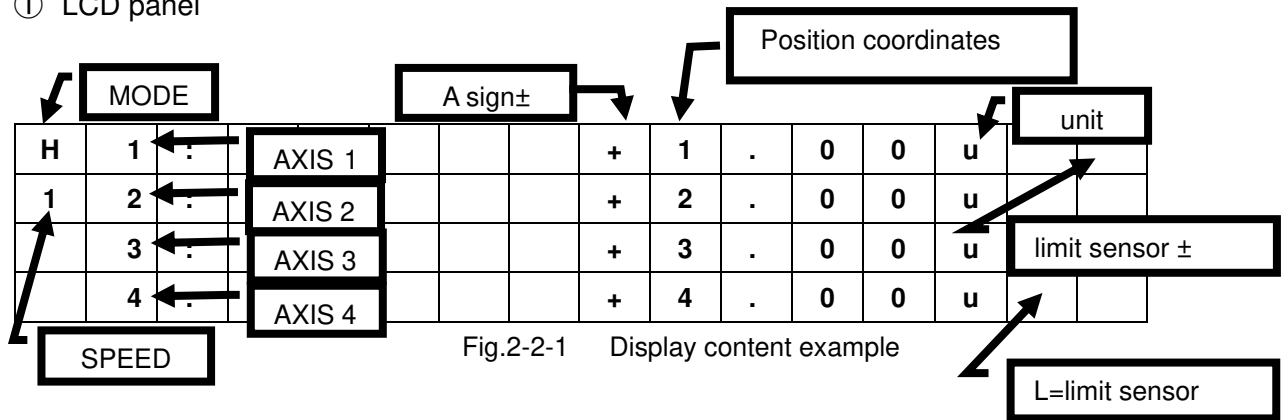 ① LCD panel
Position coordinates
MODE
A sign±
unit
H 1 : AXIS 1 + 1 . 0 0 u
1 2 : AXIS 2 + 2 . 0 0 u
limit sensor ±
3 : AXIS 3 + 3 . 0 0 u
4 : AXIS 4 + 4 . 0 0 u
SPEED
Fig.2-2-1 Display content example
L=limit sensor